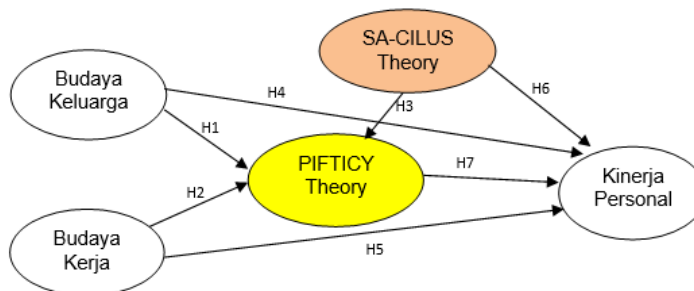 SA-CILUS
Theory
Budaya
Keluarga
H4
H6
H3
H1
PIFTICY
Theory
H7
Kinerja
Personal
H2
Budaya
Kerja
H5